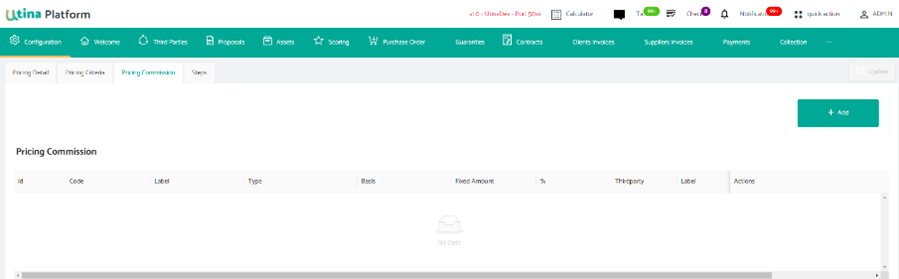 Utina Platform
v1.0 - UtinaDev - Port 50xx Calculator Ta 99+ Chec 0 Notificati 99+ quick action ADMIN
Configuration Welcome Third Parties Proposals Assets Scoring Purchase Order Guaranties Contracts Clients Invoices Suppliers Invoices Payments Collection ...
Pricing Detail Pricing Criteria Pricing Commission Steps Update
+ Add
Pricing Commission
Id Code Label Type Basis Fixed Amount % Thirdparty Label Actions
No Data